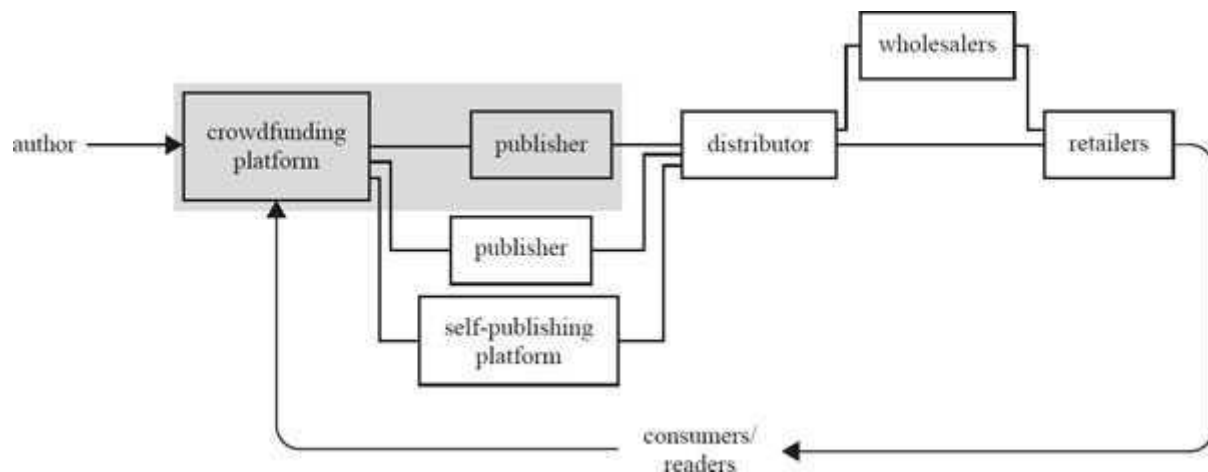 wholesalers
author
crowdfunding
platform
publisher
distributor
retailers
publisher
self-publishing
platform
consumers/
readers